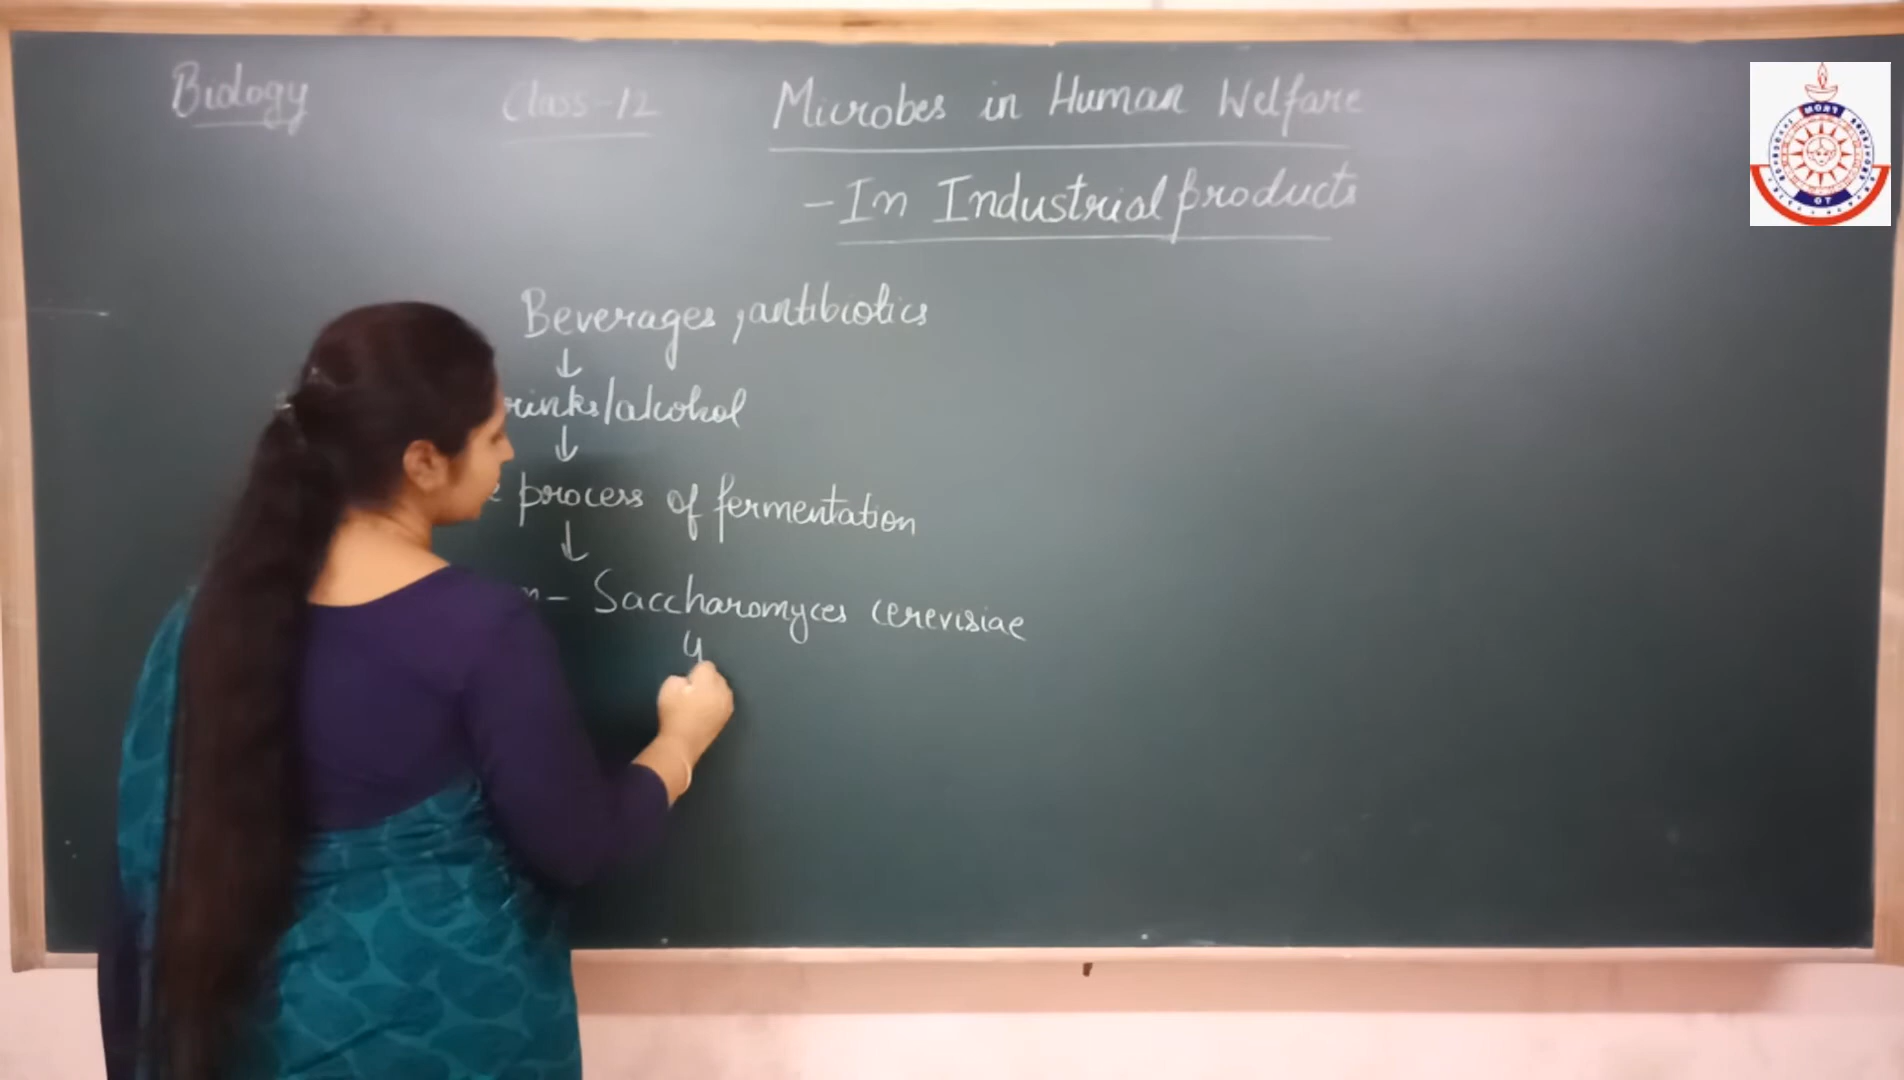 Biology Class-12 Microbes in Human Welfare
- In Industrial products
Beverages, antibiotics
↓
rinks/alcohol
↓
process of fermentation
↓
- Saccharomyces cerevisiae
y